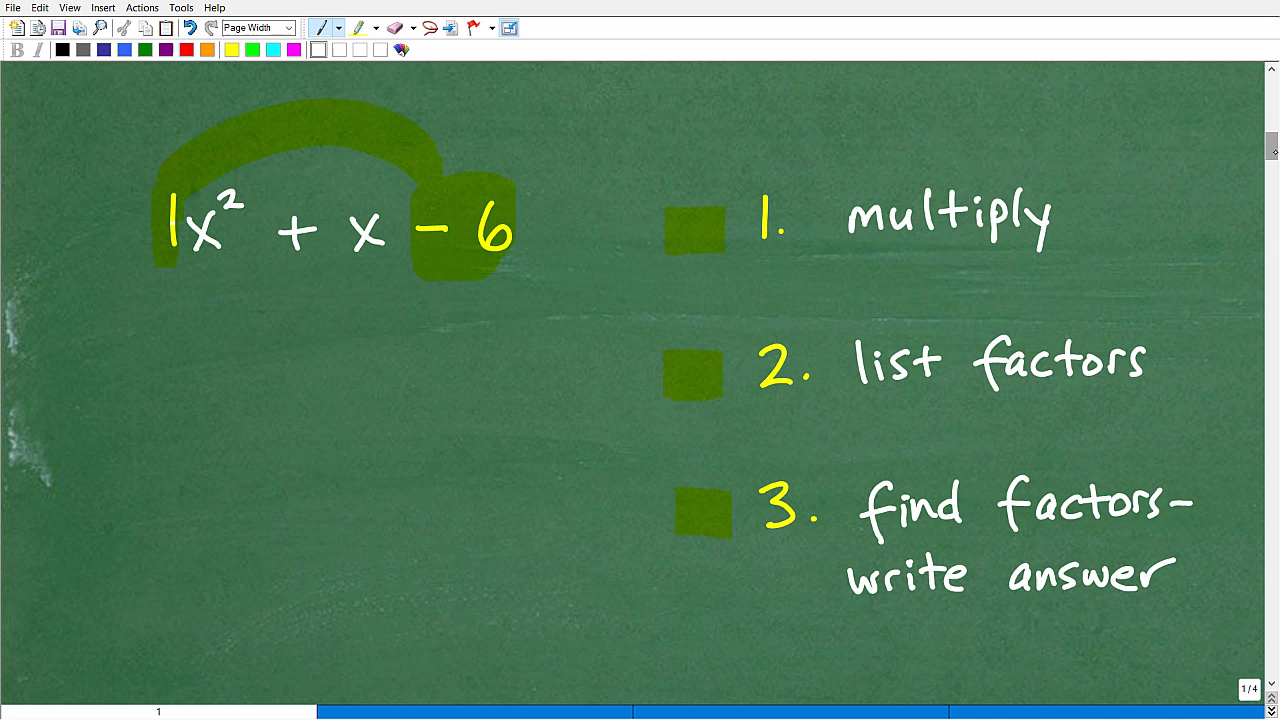 File Edit View Insert Actions Tools Help
Page Width
B I
1x² + x - 6
1. multiply
2. list factors
3. find factors-
write answer
1/4
1